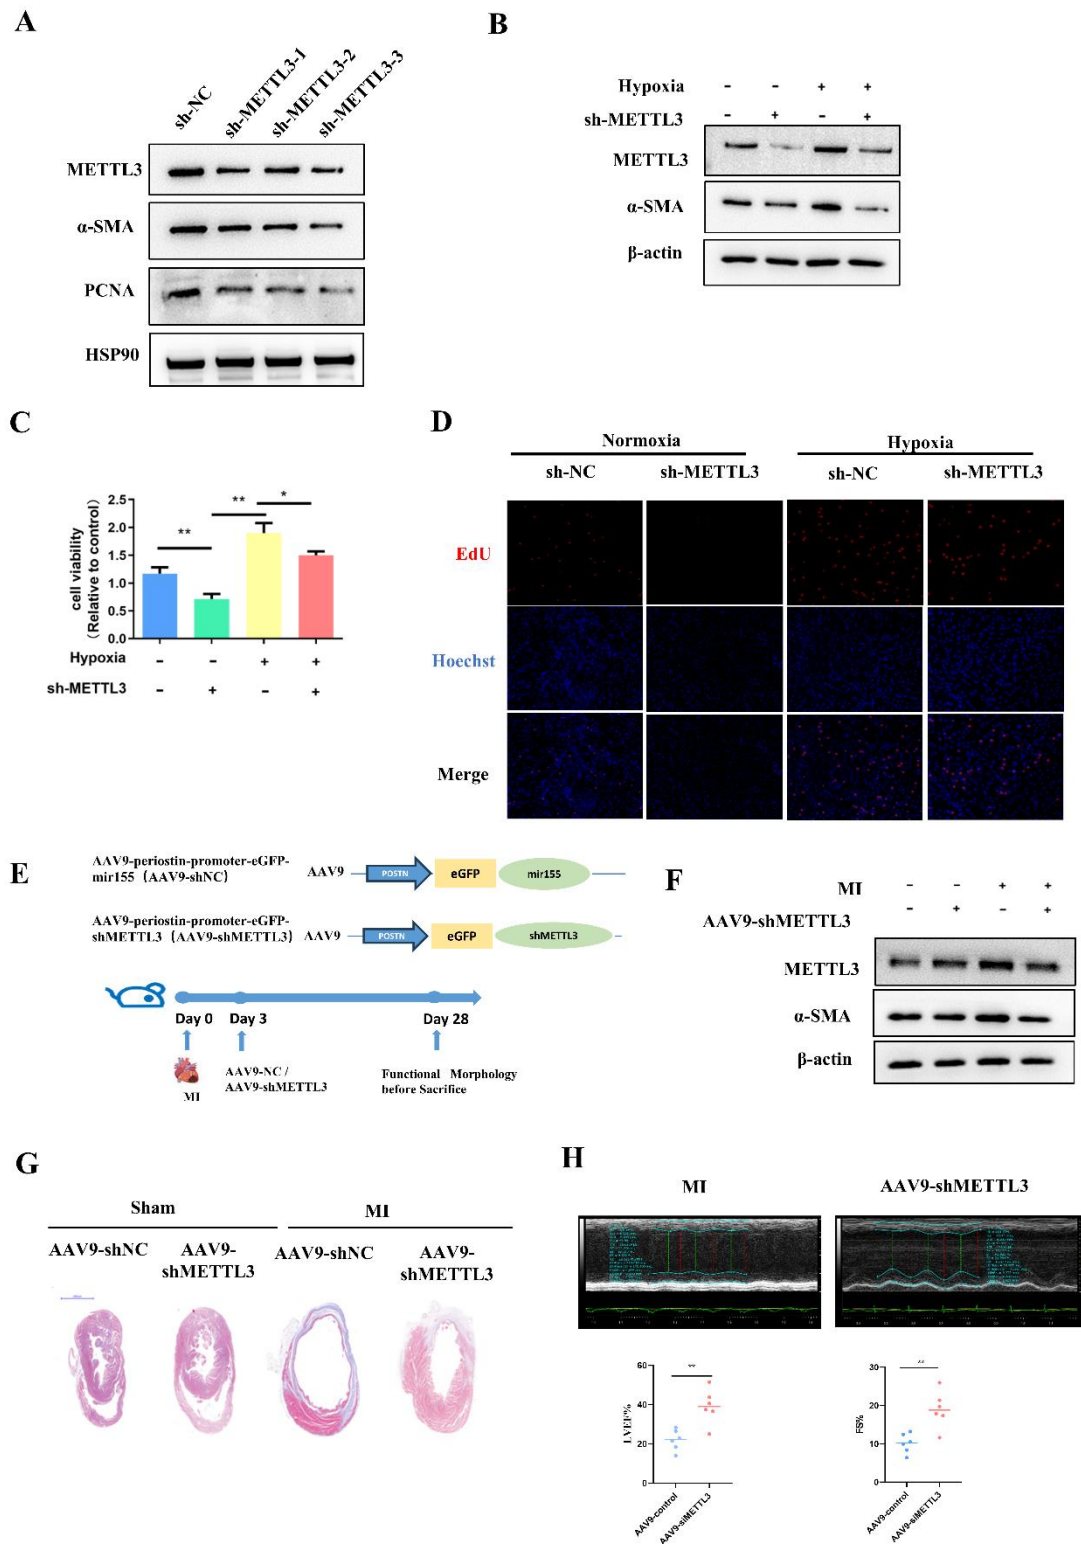 A
sh-NC
sh-METTL3-1
sh-METTL3-2
sh-METTL3-3
METTL3
α-SMA
PCNA
HSP90
B
Hypoxia - - + +
sh-METTL3 - + - +
METTL3
α-SMA
β-actin
C
cell viability
(Relative to control)
2.5
2.0
1.5
1.0
0.5
0.0
** ** *
Hypoxia - - + +
sh-METTL3 - + - +
D
Normoxia Hypoxia
sh-NC sh-METTL3 sh-NC sh-METTL3
EdU
Hoechst
Merge
E
AAV9-periostin-promoter-eGFP-
mir155 (AAV9-shNC)
AAV9 POSTN eGFP mir155
AAV9-periostin-promoter-eGFP-
shMETTL3 (AAV9-shMETTL3)
AAV9 POSTN eGFP shMETTL3
Day 0 Day 3 Day 28
MI
AAV9-NC /
AAV9-shMETTL3
Functional Morphology
before Sacrifice
F
MI - - + +
AAV9-shMETTL3 - + - +
METTL3
α-SMA
β-actin
G
Sham MI
AAV9-shNC AAV9-
shMETTL3
AAV9-shNC AAV9-
shMETTL3
H
MI AAV9-shMETTL3
LVEF%
60
40
20
0
**
AAV9-control
AAV9-siMETTL3
FS%
30
20
10
0
**
AAV9-control
AAV9-siMETTL3